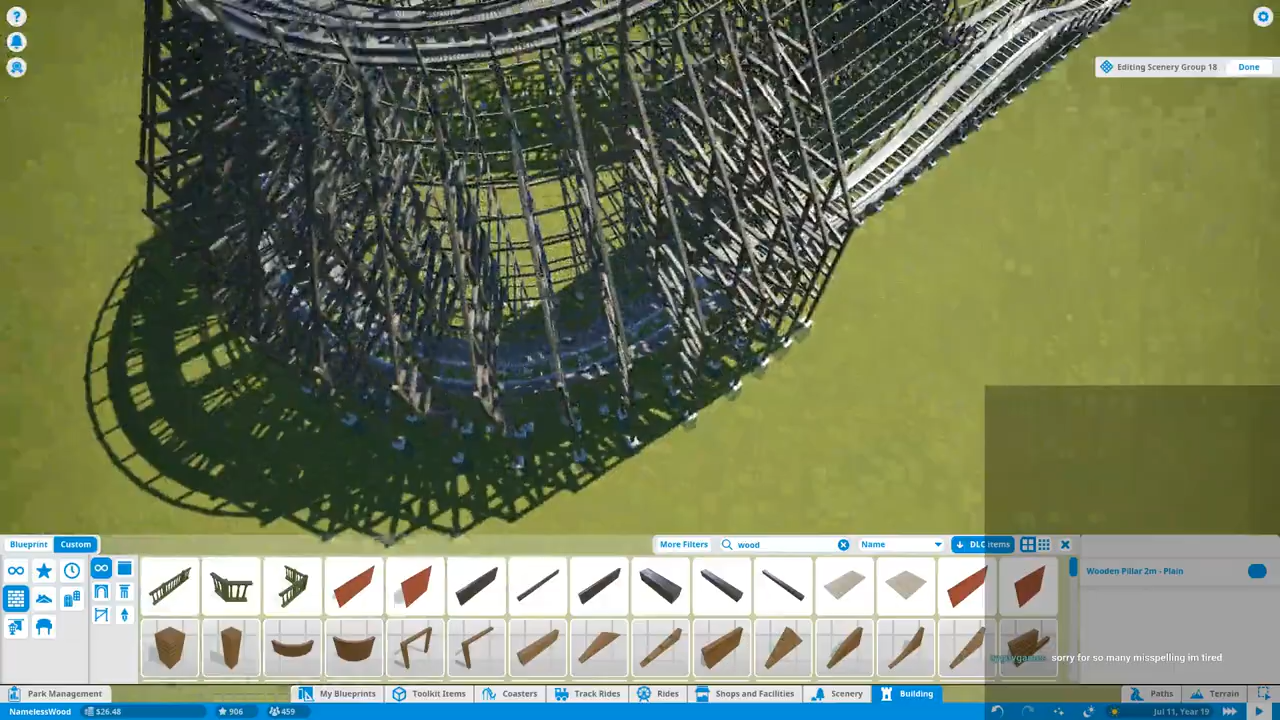 ?
Editing Scenery Group 18 Done
Blueprint Custom
More Filters wood Name DLC Items
Wooden Pillar 2m - Plain
sorry for so many misspelling im tired
Park Management My Blueprints Toolkit Items Coasters Track Rides Rides Shops and Facilities Scenery Building Paths Terrain
NamelessWood $26.48 906 459 Jul 11, Year 19